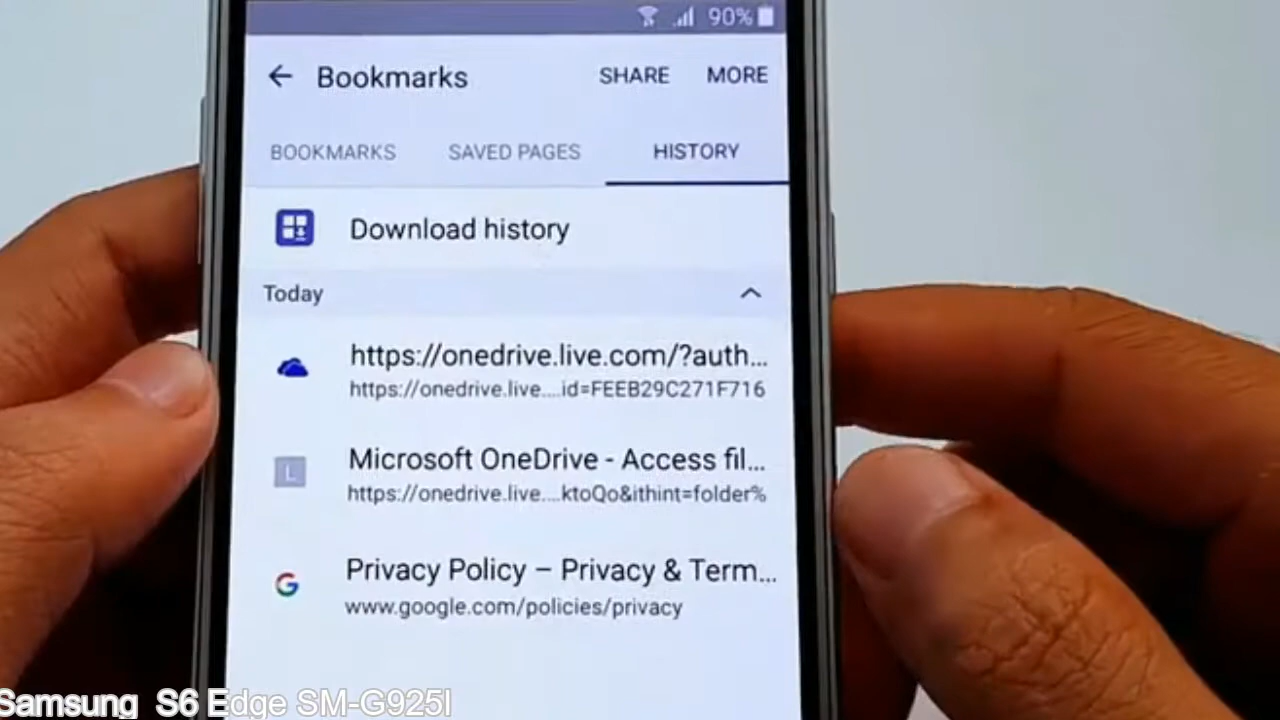 90%
Bookmarks SHARE MORE
BOOKMARKS SAVED PAGES HISTORY
Download history
Today
https://onedrive.live.com/?auth...
https://onedrive.live....id=FEEB29C271F716
L
Microsoft OneDrive - Access fil...
https://onedrive.live....ktoQo&ithint=folder%
G
Privacy Policy – Privacy & Term...
www.google.com/policies/privacy
Samsung S6 Edge SM-G925I